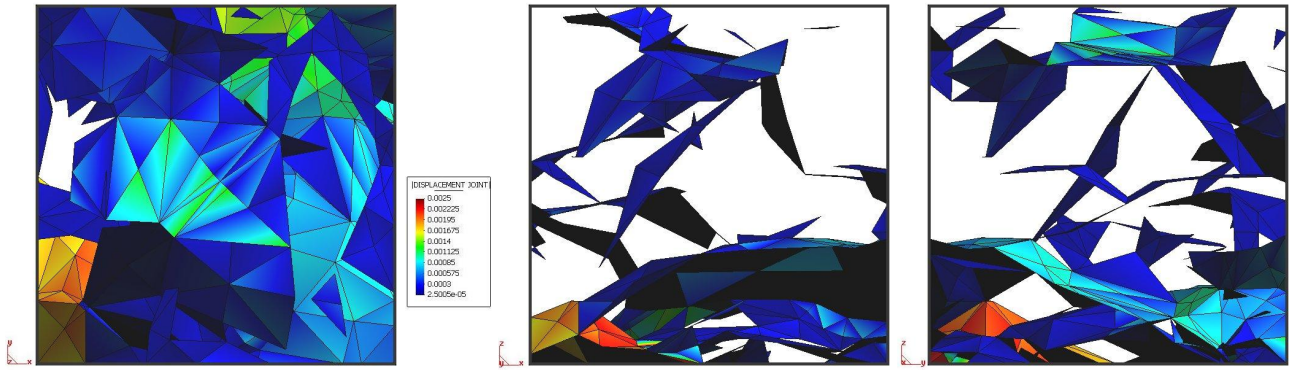 |DISPLACEMENT JOINT|
0.0025
0.002225
0.00195
0.001675
0.0014
0.001125
0.00085
0.000575
0.0003
2.5005e-05
y
z x
z
y x
z
x y